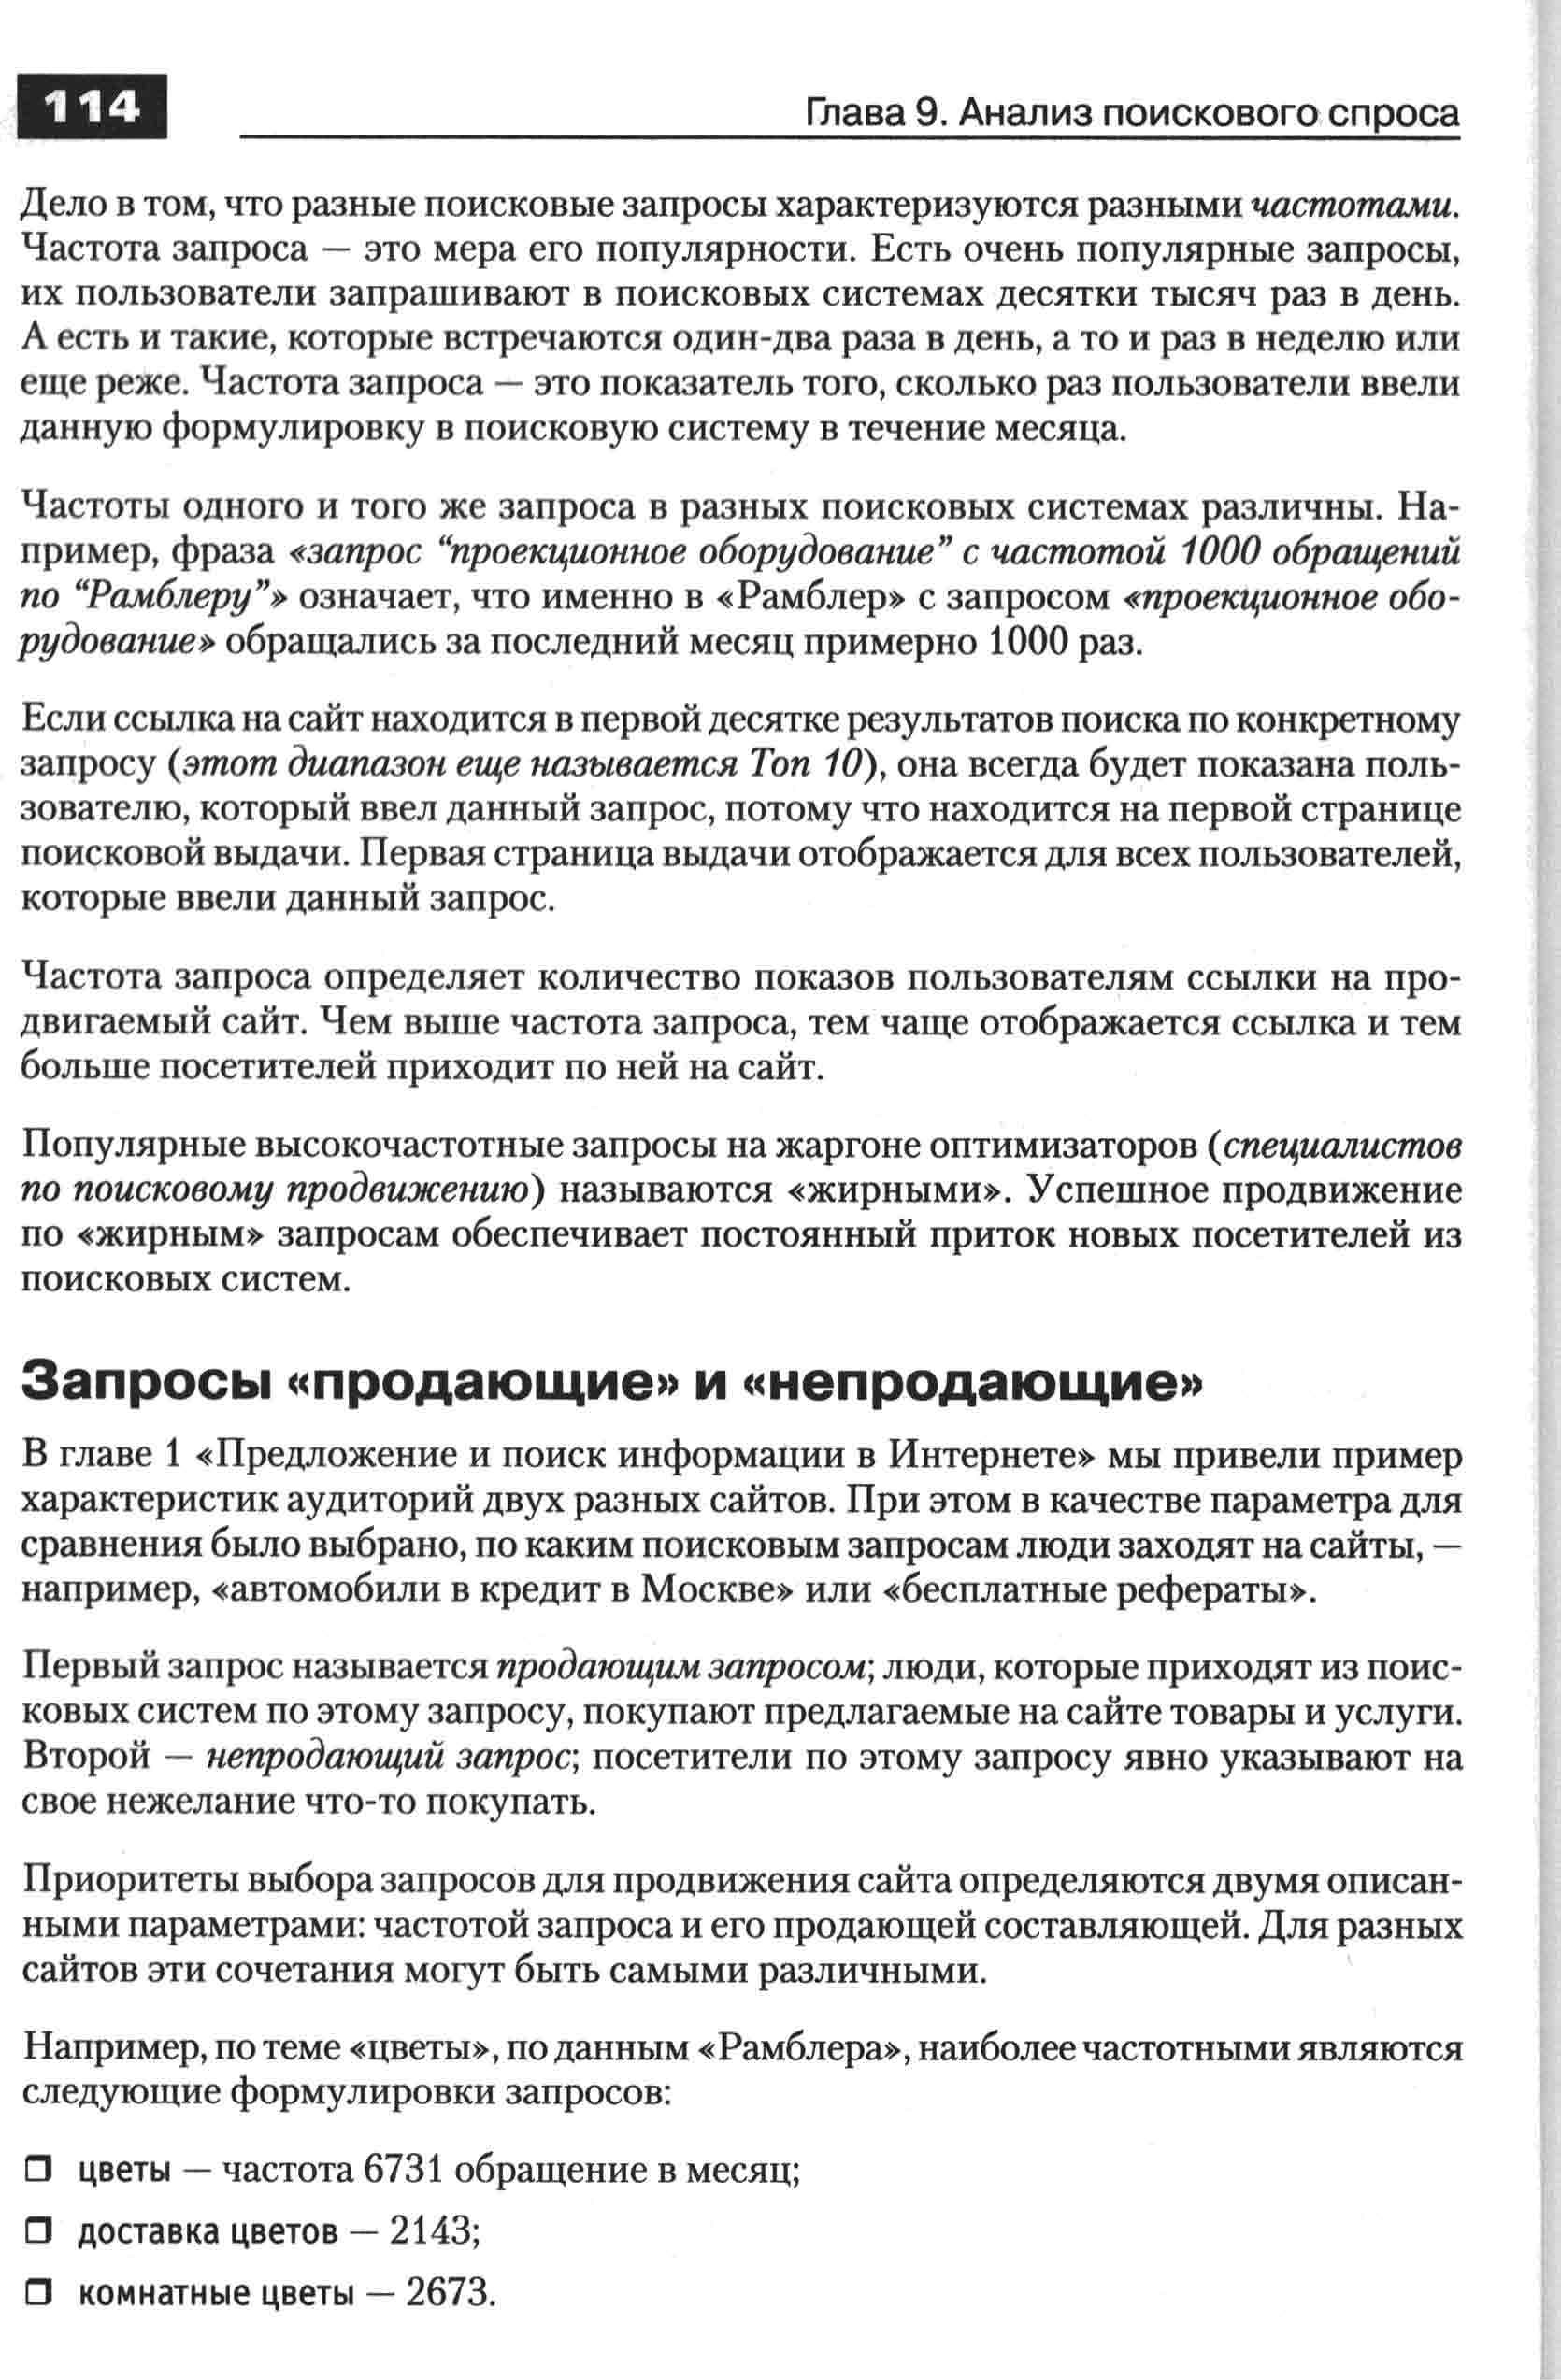 114
Глава 9. Анализ поискового спроса
Дело в том, что разные поисковые запросы характеризуются разными частотами.
Частота запроса — это мера его популярности. Есть очень популярные запросы,
их пользователи запрашивают в поисковых системах десятки тысяч раз в день.
А есть и такие, которые встречаются один-два раза в день, а то и раз в неделю или
еще реже. Частота запроса — это показатель того, сколько раз пользователи ввели
данную формулировку в поисковую систему в течение месяца.
Частоты одного и того же запроса в разных поисковых системах различны. На-
пример, фраза «запрос “проекционное оборудование” с частотой 1000 обращений
по “Рамблеру”» означает, что именно в «Рамблер» с запросом «проекционное обо-
рудование» обращались за последний месяц примерно 1000 раз.
Если ссылка на сайт находится в первой десятке результатов поиска по конкретному
запросу (этот диапазон еще называется Топ 10), она всегда будет показана поль-
зователю, который ввел данный запрос, потому что находится на первой странице
поисковой выдачи. Первая страница выдачи отображается для всех пользователей,
которые ввели данный запрос.
Частота запроса определяет количество показов пользователям ссылки на про-
двигаемый сайт. Чем выше частота запроса, тем чаще отображается ссылка и тем
больше посетителей приходит по ней на сайт.
Популярные высокочастотные запросы на жаргоне оптимизаторов (специалистов
по поисковому продвижению) называются «жирными». Успешное продвижение
по «жирным» запросам обеспечивает постоянный приток новых посетителей из
поисковых систем.
Запросы «продающие» и «непродающие»
В главе 1 «Предложение и поиск информации в Интернете» мы привели пример
характеристик аудиторий двух разных сайтов. При этом в качестве параметра для
сравнения было выбрано, по каким поисковым запросам люди заходят на сайты, —
например, «автомобили в кредит в Москве» или «бесплатные рефераты».
Первый запрос называется продающим запросом; люди, которые приходят из поис-
ковых систем по этому запросу, покупают предлагаемые на сайте товары и услуги.
Второй — непродающий запрос; посетители по этому запросу явно указывают на
свое нежелание что-то покупать.
Приоритеты выбора запросов для продвижения сайта определяются двумя описан-
ными параметрами: частотой запроса и его продающей составляющей. Для разных
сайтов эти сочетания могут быть самыми различными.
Например, по теме «цветы», по данным «Рамблера», наиболее частотными являются
следующие формулировки запросов:
❒ цветы — частота 6731 обращение в месяц;
❒ доставка цветов — 2143;
❒ комнатные цветы — 2673.